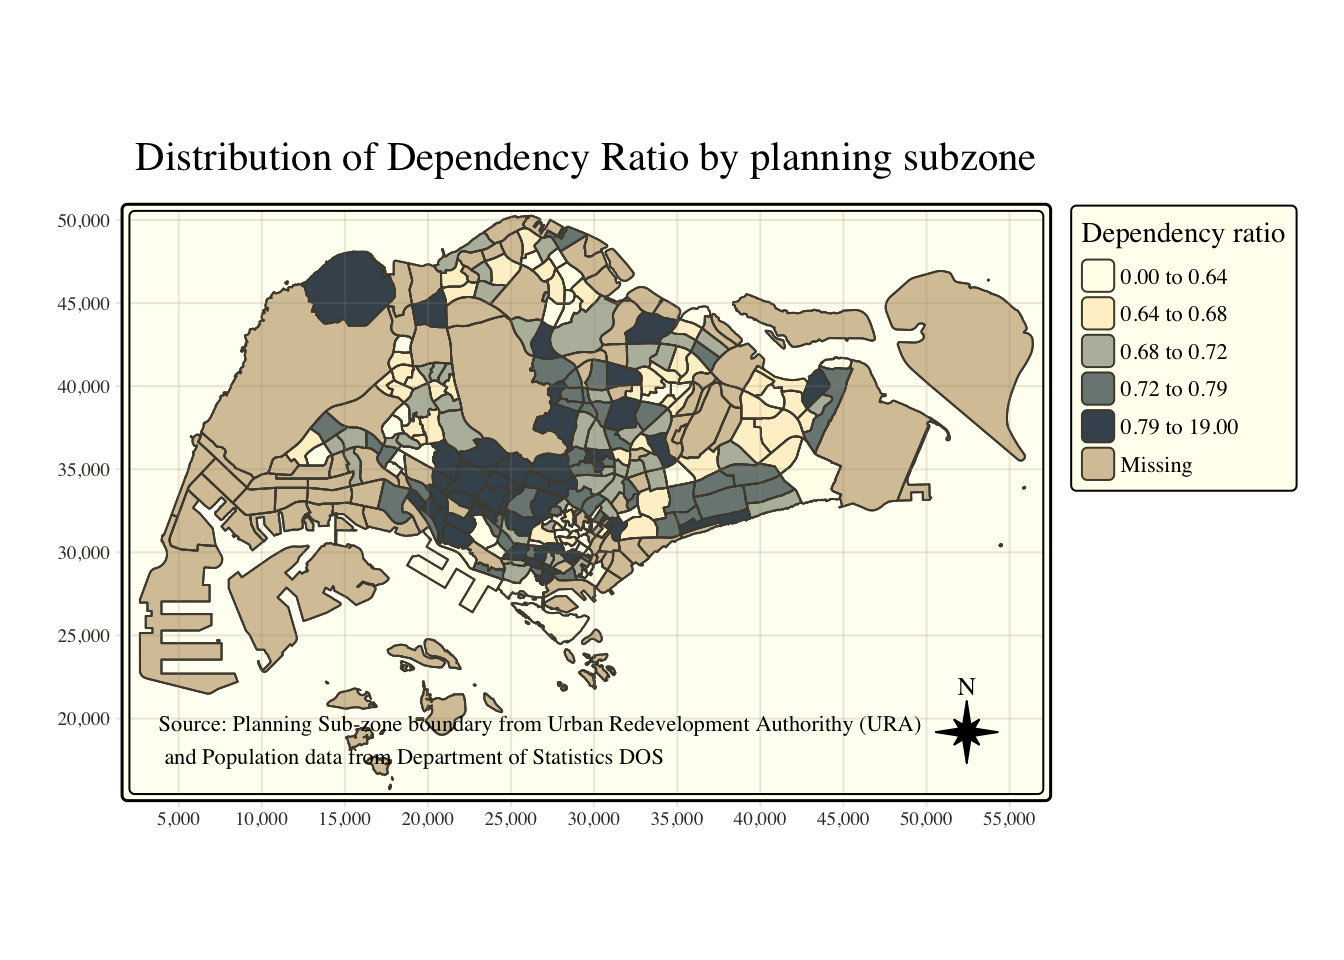 Distribution of Dependency Ratio by planning subzone
50,000
45,000
40,000
35,000
30,000
25,000
20,000
5,000 10,000 15,000 20,000 25,000 30,000 35,000 40,000 45,000 50,000 55,000
N
Source: Planning Sub-zone boundary from Urban Redevelopment Authorithy (URA)
and Population data from Department of Statistics DOS
Dependency ratio
0.00 to 0.64
0.64 to 0.68
0.68 to 0.72
0.72 to 0.79
0.79 to 19.00
Missing